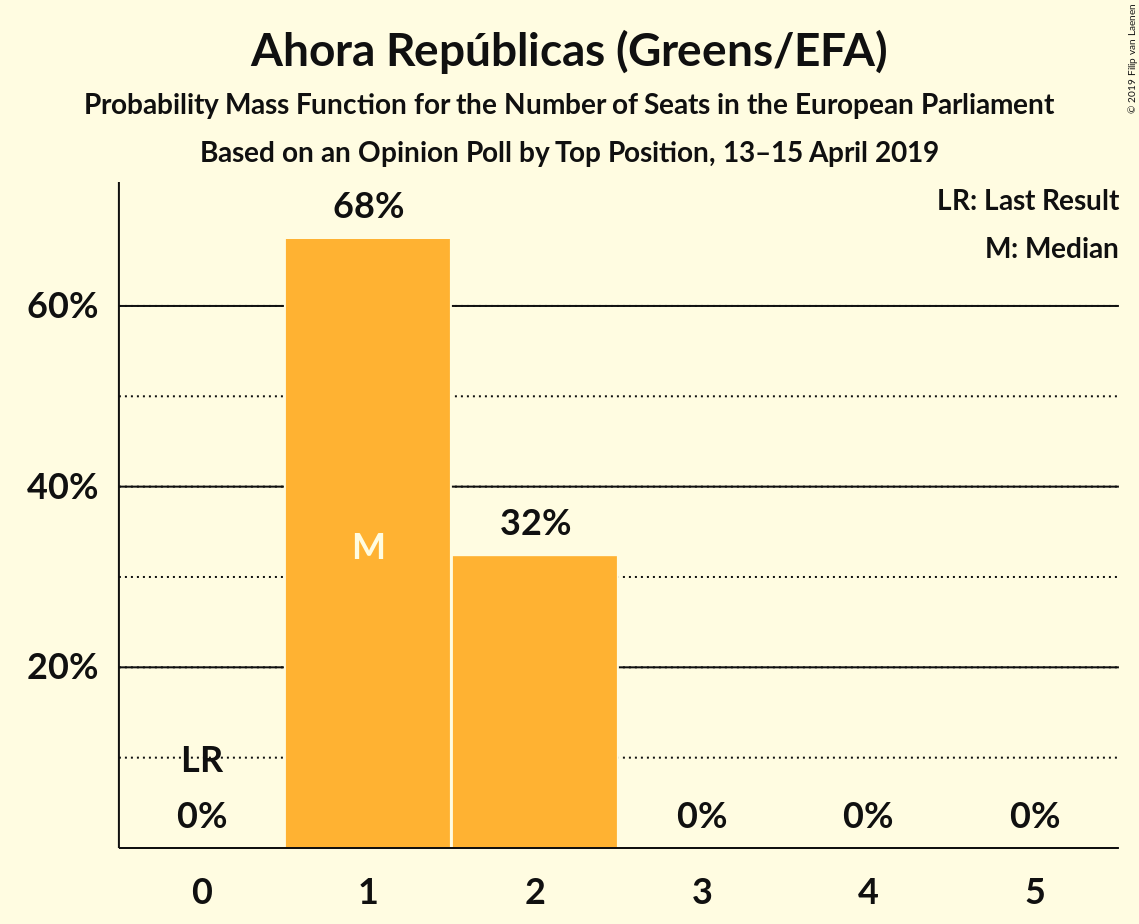 Ahora Repúblicas (Greens/EFA)
Probability Mass Function for the Number of Seats in the European Parliament
Based on an Opinion Poll by Top Position, 13–15 April 2019
© 2019 Filip van Laenen
LR: Last Result
M: Median
68%
60%
40%
32%
M
20%
LR
0%
0%
0%
0%
0
1
2
3
4
5